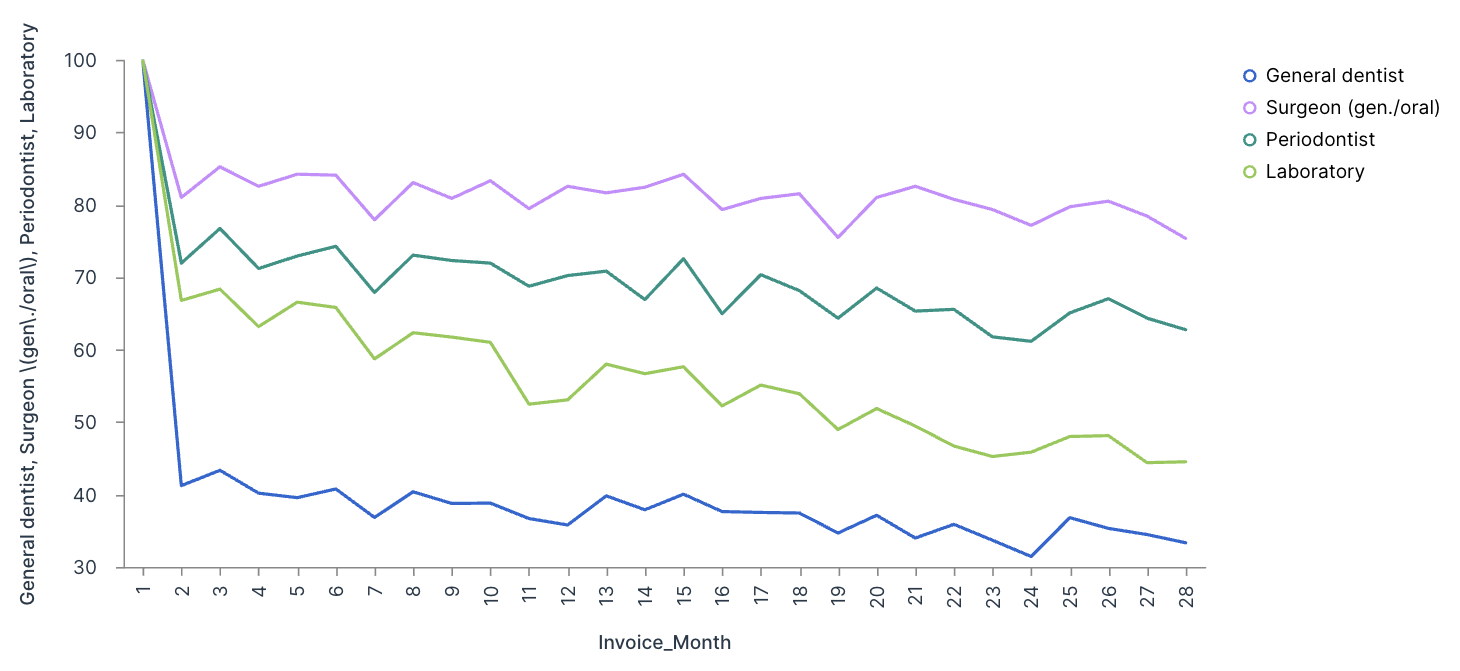 General dentist, Surgeon \(gen\./oral\), Periodontist, Laboratory
100
90
80
70
60
50
40
30
1 2 3 4 5 6 7 8 9 10 11 12 13 14 15 16 17 18 19 20 21 22 23 24 25 26 27 28
Invoice_Month
General dentist
Surgeon (gen./oral)
Periodontist
Laboratory